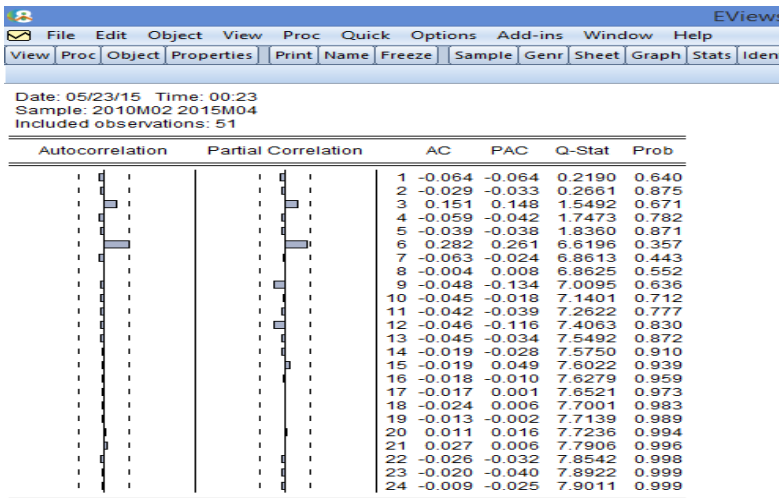 EViews
File Edit Object View Proc Quick Options Add-ins Window Help
View Proc Object Properties Print Name Freeze Sample Genr Sheet Graph Stats Iden
Date: 05/23/15 Time: 00:23
Sample: 2010M02 2015M04
Included observations: 51
Autocorrelation Partial Correlation AC PAC Q-Stat Prob
1 -0.064 -0.064 0.2190 0.640
2 -0.029 -0.033 0.2661 0.875
3 0.151 0.148 1.5492 0.671
4 -0.059 -0.042 1.7473 0.782
5 -0.039 -0.038 1.8360 0.871
6 0.282 0.261 6.6196 0.357
7 -0.063 -0.024 6.8613 0.443
8 -0.004 0.008 6.8625 0.552
9 -0.048 -0.134 7.0095 0.636
10 -0.045 -0.018 7.1401 0.712
11 -0.042 -0.039 7.2622 0.777
12 -0.046 -0.116 7.4063 0.830
13 -0.045 -0.034 7.5492 0.872
14 -0.019 -0.028 7.5750 0.910
15 -0.019 0.049 7.6022 0.939
16 -0.018 -0.010 7.6279 0.959
17 -0.017 0.001 7.6521 0.973
18 -0.024 0.006 7.7001 0.983
19 -0.013 -0.002 7.7139 0.989
20 0.011 0.016 7.7236 0.994
21 0.027 0.006 7.7906 0.996
22 -0.026 -0.032 7.8542 0.998
23 -0.020 -0.040 7.8922 0.999
24 -0.009 -0.025 7.9011 0.999